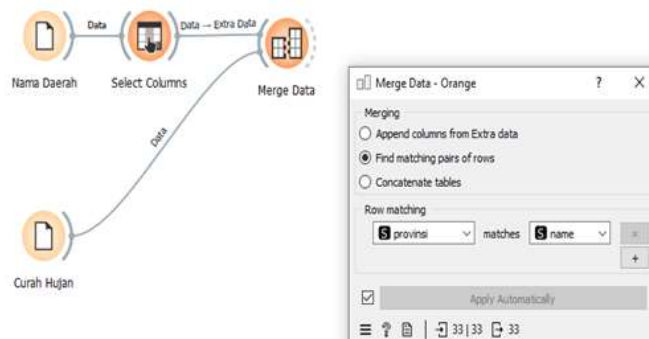 Data
Data → Extra Data
Nama Daerah
Select Columns
Merge Data
Data
Curah Hujan
Merge Data - Orange ? X
Merging
Append columns from Extra data
Find matching pairs of rows
Concatenate tables
Row matching
S provinsi matches S name
+
Apply Automatically
? 33|33 33